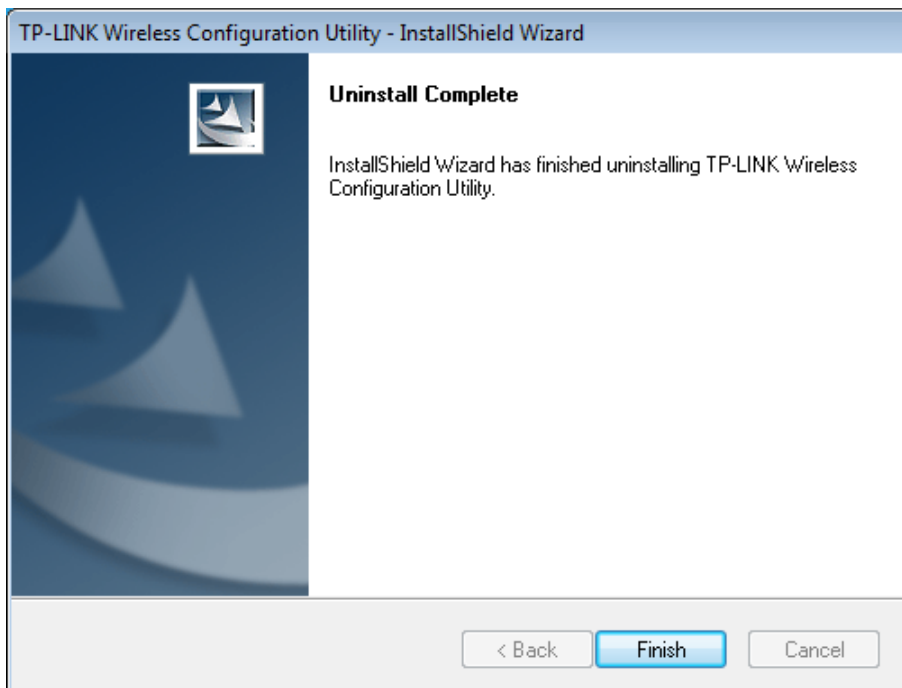 TP-LINK Wireless Configuration Utility - InstallShield Wizard
Uninstall Complete
InstallShield Wizard has finished uninstalling TP-LINK Wireless
Configuration Utility.
< Back
Finish
Cancel